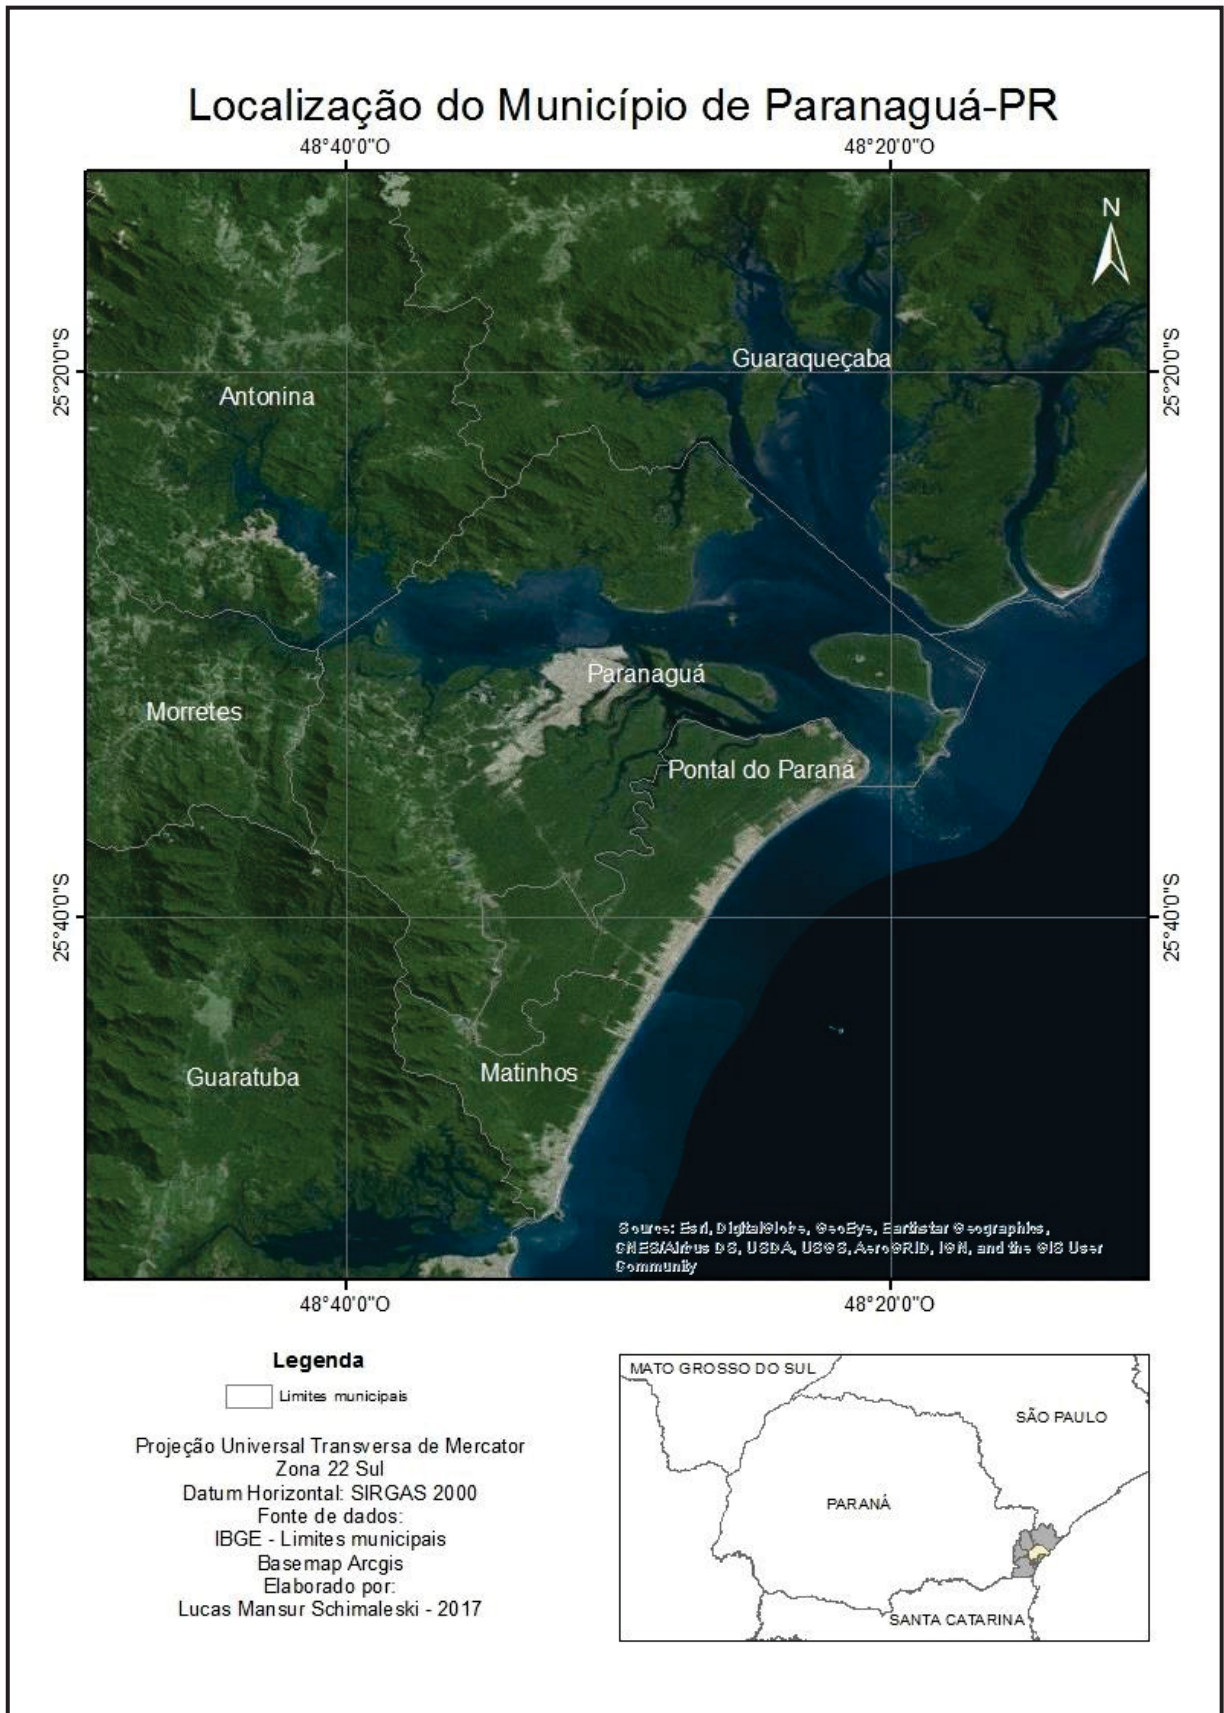 Localização do Município de Paranaguá-PR
48°40'0"O
48°20'0"O
N
25°20'0"S
25°20'0"S
Guaraqueçaba
Antonina
Paranaguá
Morretes
Pontal do Paraná
25°40'0"S
25°40'0"S
Guaratuba
Matinhos
Source: Esri, DigitalGlobe, GeoEye, Earthstar Geographics,
CNES/Airbus DS, USDA, USGS, AeroGRID, IGN, and the GIS User
Community
48°40'0"O
48°20'0"O
Legenda
Limites municipais
Projeção Universal Transversa de Mercator
Zona 22 Sul
Datum Horizontal: SIRGAS 2000
Fonte de dados:
IBGE - Limites municipais
Basemap Arcgis
Elaborado por:
Lucas Mansur Schimaleski - 2017
MATO GROSSO DO SUL
SÃO PAULO
PARANÁ
SANTA CATARINA